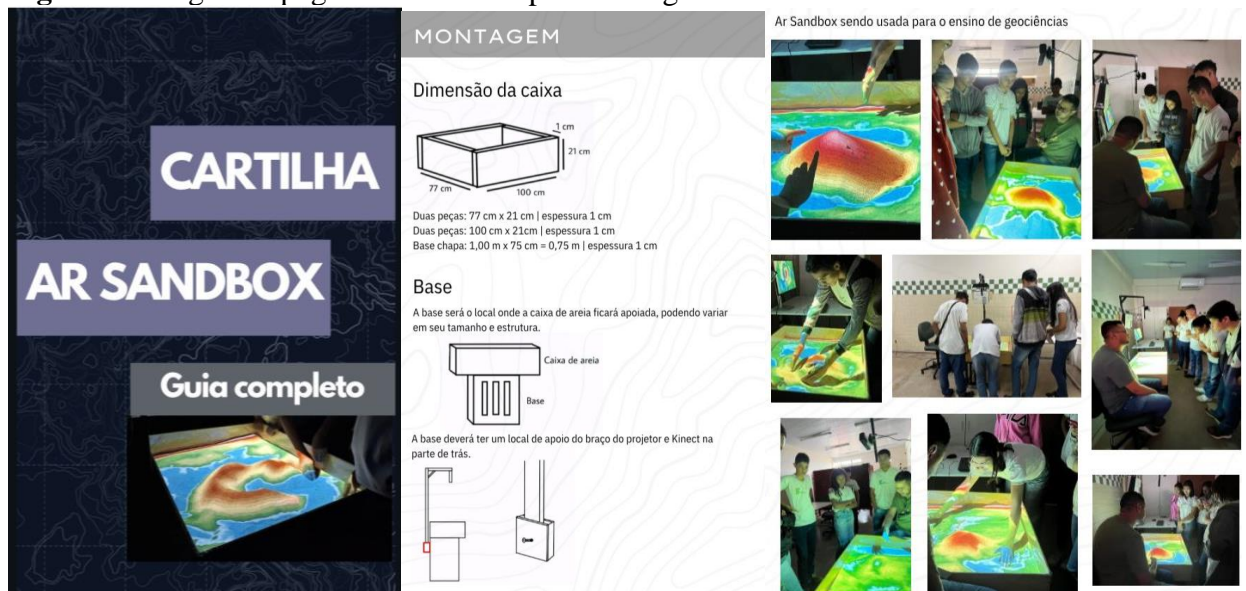 CARTILHA
AR SANDBOX
Guia completo
MONTAGEM
Dimensão da caixa
1 cm
21 cm
77 cm
100 cm
Duas peças: 77 cm x 21 cm | espessura 1 cm
Duas peças: 100 cm x 21cm | espessura 1 cm
Base chapa: 1,00 m x 75 cm = 0,75 m | espessura 1 cm
Base
A base será o local onde a caixa de areia ficará apoiada, podendo variar
em seu tamanho e estrutura.
Caixa de areia
Base
A base deverá ter um local de apoio do braço do projetor e Kinect na
parte de trás.
Ar Sandbox sendo usada para o ensino de geociências